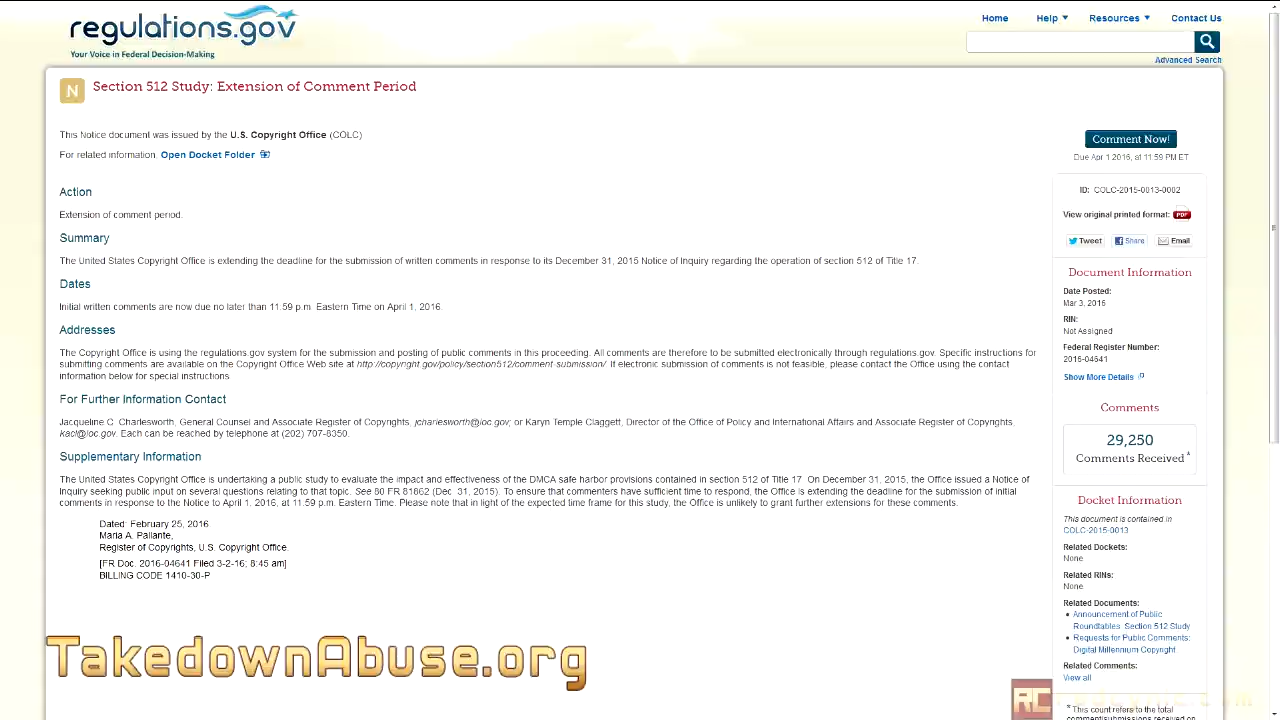 regulations.gov
Your Voice in Federal Decision-Making
Home Help Resources Contact Us
Advanced Search
N Section 512 Study: Extension of Comment Period
This Notice document was issued by the U.S. Copyright Office (COLC)
For related information, Open Docket Folder
Action
Extension of comment period.
Summary
The United States Copyright Office is extending the deadline for the submission of written comments in response to its December 31, 2015 Notice of Inquiry regarding the operation of section 512 of Title 17.
Dates
Initial written comments are now due no later than 11:59 p.m. Eastern Time on April 1, 2016.
Addresses
The Copyright Office is using the regulations.gov system for the submission and posting of public comments in this proceeding. All comments are therefore to be submitted electronically through regulations.gov. Specific instructions for
submitting comments are available on the Copyright Office Web site at http://copyright.gov/policy/section512/comment-submission/. If electronic submission of comments is not feasible, please contact the Office using the contact
information below for special instructions.
For Further Information Contact
Jacqueline C. Charlesworth, General Counsel and Associate Register of Copyrights, jcharlesworth@loc.gov; or Karyn Temple Claggett, Director of the Office of Policy and International Affairs and Associate Register of Copyrights,
kacl@loc.gov. Each can be reached by telephone at (202) 707-8350.
Supplementary Information
The United States Copyright Office is undertaking a public study to evaluate the impact and effectiveness of the DMCA safe harbor provisions contained in section 512 of Title 17. On December 31, 2015, the Office issued a Notice of
Inquiry seeking public input on several questions relating to that topic. See 80 FR 81862 (Dec. 31, 2015). To ensure that commenters have sufficient time to respond, the Office is extending the deadline for the submission of initial
comments in response to the Notice to April 1, 2016, at 11:59 p.m. Eastern Time. Please note that in light of the expected time frame for this study, the Office is unlikely to grant further extensions for these comments.
Dated: February 25, 2016.
Maria A. Pallante,
Register of Copyrights, U.S. Copyright Office.
[FR Doc. 2016-04641 Filed 3-2-16; 8:45 am]
BILLING CODE 1410-30-P
TakedownAbuse.org
Comment Now!
Due Apr 1 2016, at 11:59 PM ET
ID: COLC-2015-0013-0002
View original printed format: PDF
Tweet Share Email
Document Information
Date Posted:
Mar 3, 2016
RIN:
Not Assigned
Federal Register Number:
2016-04641
Show More Details
Comments
29,250
Comments Received*
Docket Information
This document is contained in
COLC-2015-0013
Related Dockets:
None
Related RINs:
None
Related Documents:
• Announcement of Public
Roundtables: Section 512 Study
• Requests for Public Comments:
Digital Millennium Copyright
Related Comments:
View all
* This count refers to the total
comment/submissions received on
RC